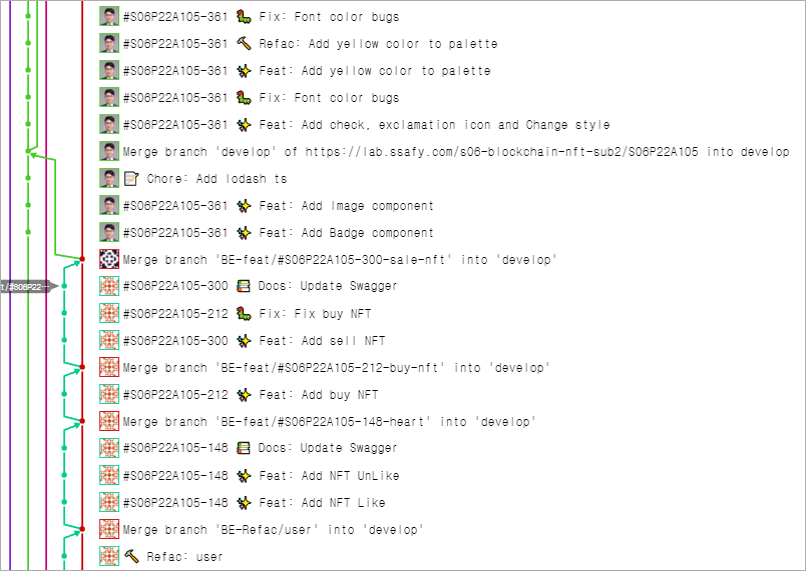 #S06P22A105-361 🐛 Fix: Font color bugs
#S06P22A105-361 🔨 Refac: Add yellow color to palette
#S06P22A105-361 ✨ Feat: Add yellow color to palette
#S06P22A105-361 🐛 Fix: Font color bugs
#S06P22A105-361 ✨ Feat: Add check, exclamation icon and Change style
Merge branch 'develop' of https://lab.ssafy.com/s06-blockchain-nft-sub2/S06P22A105 into develop
📝 Chore: Add lodash ts
#S06P22A105-361 ✨ Feat: Add Image component
#S06P22A105-361 ✨ Feat: Add Badge component
Merge branch 'BE-feat/#S06P22A105-300-sale-nft' into 'develop'
t/#S06P22... #S06P22A105-300 📚 Docs: Update Swagger
#S06P22A105-212 🐛 Fix: Fix buy NFT
#S06P22A105-300 ✨ Feat: Add sell NFT
Merge branch 'BE-feat/#S06P22A105-212-buy-nft' into 'develop'
#S06P22A105-212 ✨ Feat: Add buy NFT
Merge branch 'BE-feat/#S06P22A105-148-heart' into 'develop'
#S06P22A105-148 📚 Docs: Update Swagger
#S06P22A105-148 ✨ Feat: Add NFT UnLike
#S06P22A105-148 ✨ Feat: Add NFT Like
Merge branch 'BE-Refac/user' into 'develop'
🔨 Refac: user